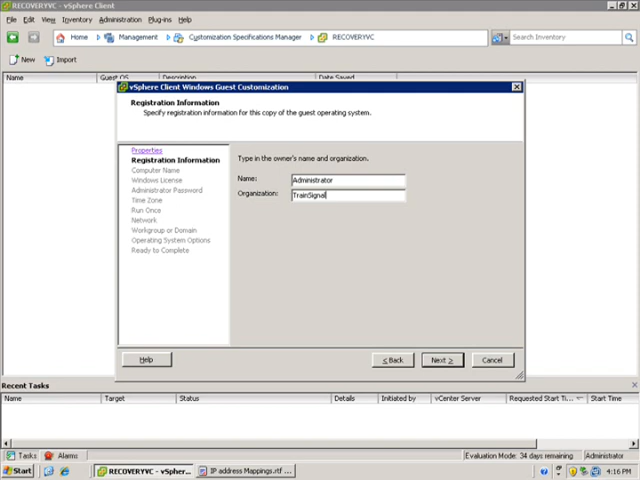 RECOVERYVC - vSphere Client
File Edit View Inventory Administration Plug-ins Help
Home Management Customization Specifications Manager RECOVERYVC Search Inventory
New Import
Name Guest OS Description Date Saved
vSphere Client Windows Guest Customization
Registration Information
Specify registration information for this copy of the guest operating system.
Properties
Registration Information
Computer Name
Windows License
Administrator Password
Time Zone
Run Once
Network
Workgroup or Domain
Operating System Options
Ready to Complete
Type in the owner's name and organization.
Name: Administrator
Organization: TrainSignal
Help < Back Next > Cancel
Recent Tasks
Name Target Status Details Initiated by vCenter Server Requested Start Ti... Start Time
Tasks Alarms Evaluation Mode: 34 days remaining Administrator
Start RECOVERYVC - vSpher... IP address Mappings.rtf ... 4:16 PM